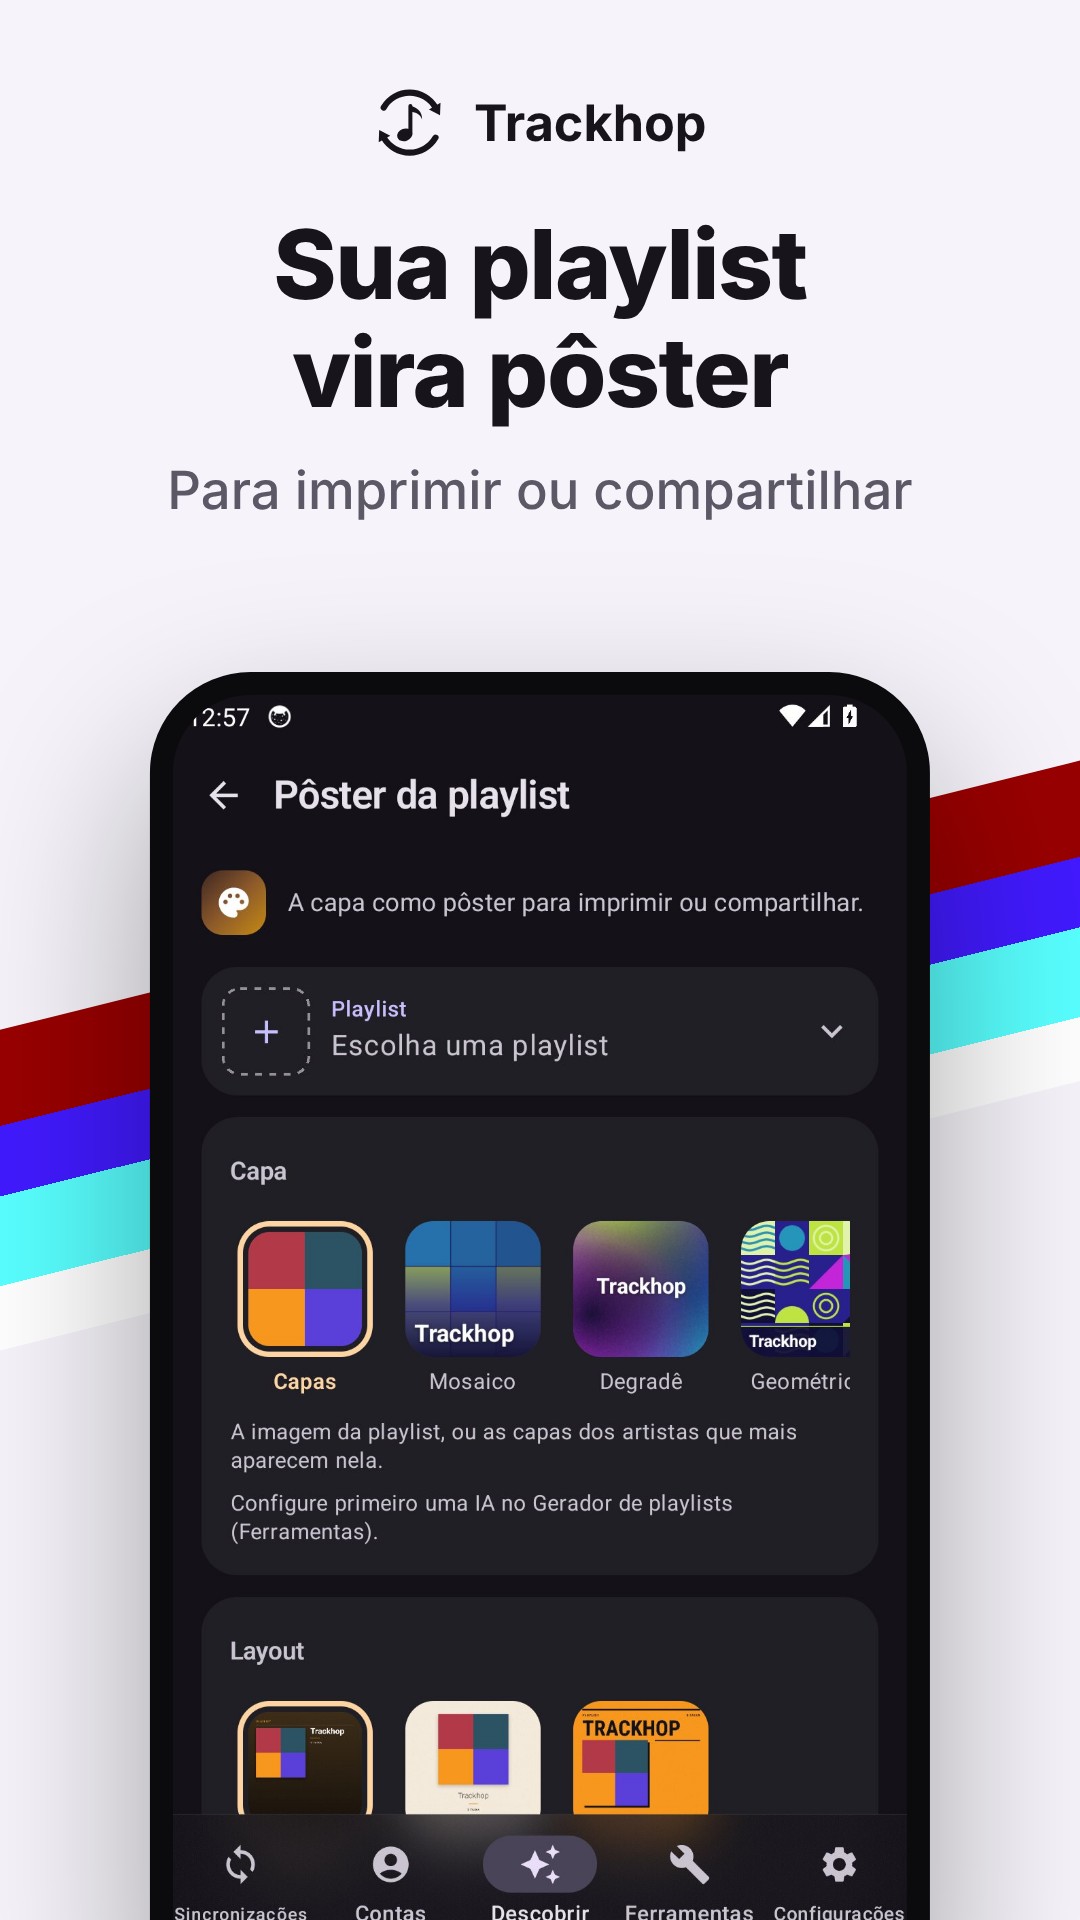 Trackhop
Sua playlist
vira pôster
Para imprimir ou compartilhar
12:57
Pôster da playlist
A capa como pôster para imprimir ou compartilhar.
Playlist
Escolha uma playlist
Capa
Trackhop
Trackhop
Trackhop
Capas
Mosaico
Degradê
Geométric
A imagem da playlist, ou as capas dos artistas que mais
aparecem nela.
Configure primeiro uma IA no Gerador de playlists
(Ferramentas).
Layout
Trackhop
Trackhop
TRACKHOP
Sincronizações
Contas
Descobrir
Ferramentas
Configurações